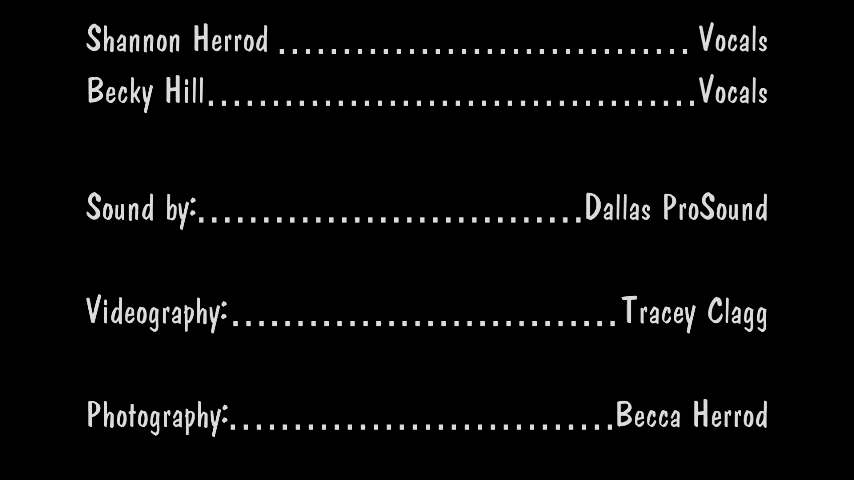 Shannon Herrod ................................ Vocals
Becky Hill......................................Vocals
Sound by:..............................Dallas ProSound
Videography:..............................Tracey Clagg
Photography:..............................Becca Herrod